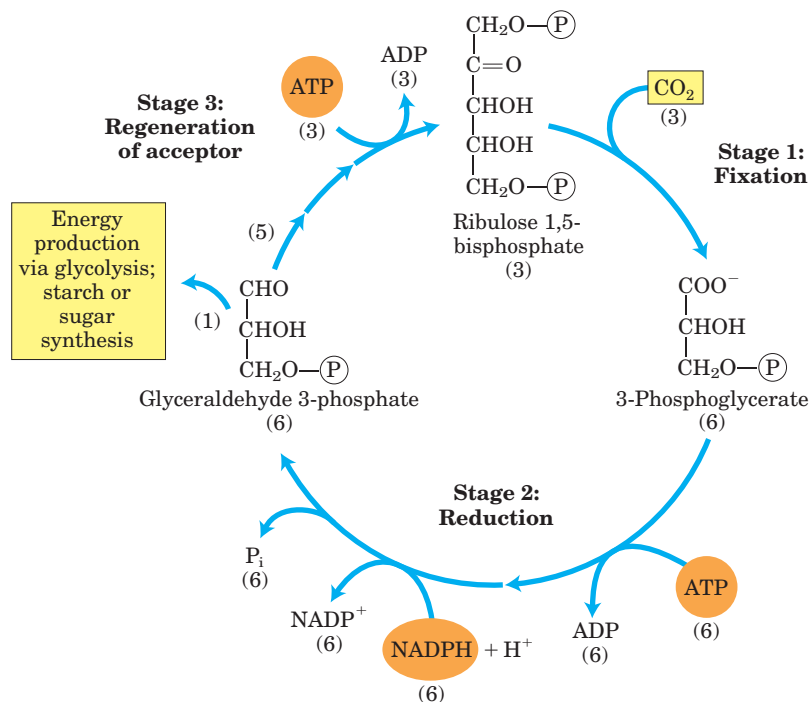 CH₂O—P
C=O
CHOH
CHOH
CH₂O—P
Ribulose 1,5-
bisphosphate
(3)
CO₂
(3)
Stage 1:
Fixation
COO⁻
CHOH
CH₂O—P
3-Phosphoglycerate
(6)
ATP
(6)
ADP
(6)
Stage 2:
Reduction
NADPH + H⁺
(6)
NADP⁺
(6)
Pᵢ
(6)
CHO
CHOH
CH₂O—P
Glyceraldehyde 3-phosphate
(6)
(1)
Energy
production
via glycolysis;
starch or
sugar
synthesis
(5)
Stage 3:
Regeneration
of acceptor
ATP
(3)
ADP
(3)